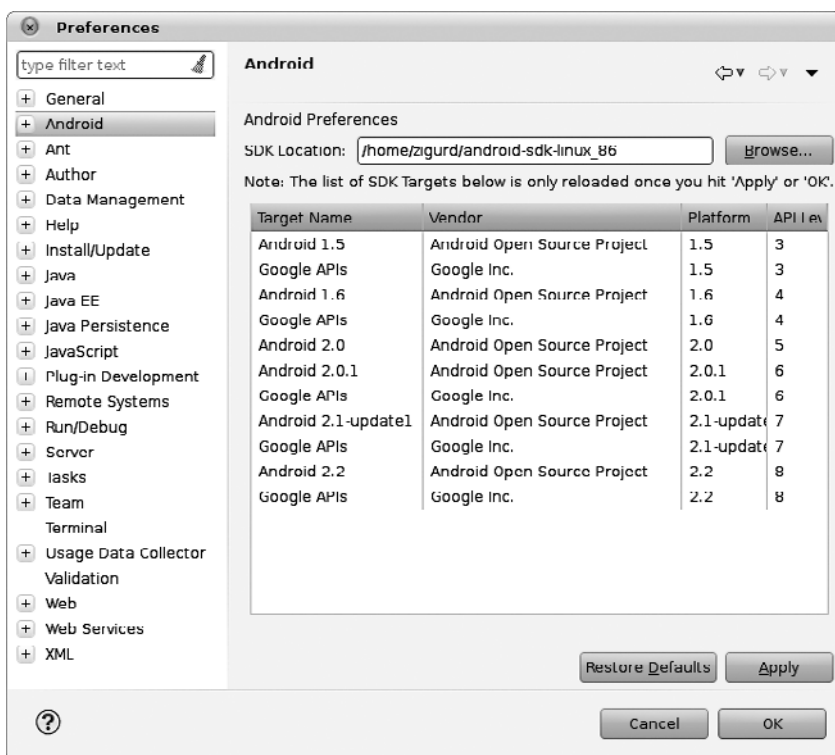 Preferences
type filter text
General
Android
Ant
Author
Data Management
Help
Install/Update
Java
Java EE
Java Persistence
JavaScript
Plug-in Development
Remote Systems
Run/Debug
Server
Tasks
Team
Terminal
Usage Data Collector
Validation
Web
Web Services
XML
Android
Android Preferences
SDK Location: /home/zigurd/android-sdk-linux_86 Browse...
Note: The list of SDK Targets below is only reloaded once you hit 'Apply' or 'OK'.
Target Name Vendor Platform API Lev
Android 1.5 Android Open Source Project 1.5 3
Google APIs Google Inc. 1.5 3
Android 1.6 Android Open Source Project 1.6 4
Google APIs Google Inc. 1.6 4
Android 2.0 Android Open Source Project 2.0 5
Android 2.0.1 Android Open Source Project 2.0.1 6
Google APIs Google Inc. 2.0.1 6
Android 2.1-update1 Android Open Source Project 2.1-update 7
Google APIs Google Inc. 2.1-update 7
Android 2.2 Android Open Source Project 2.2 8
Google APIs Google Inc. 2.2 8
Restore Defaults Apply
Cancel OK